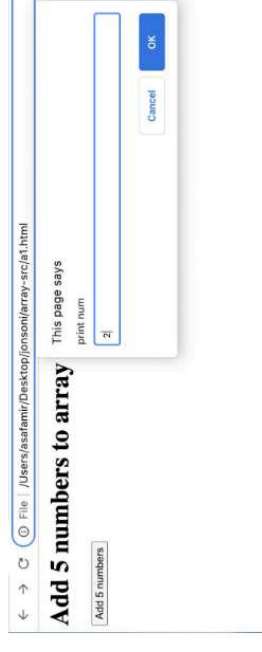 File | /Users/asafamir/Desktop/jonsoni/array-src/a1.html
Add 5 numbers to array
Add 5 numbers
This page says
print num
2
Cancel
OK